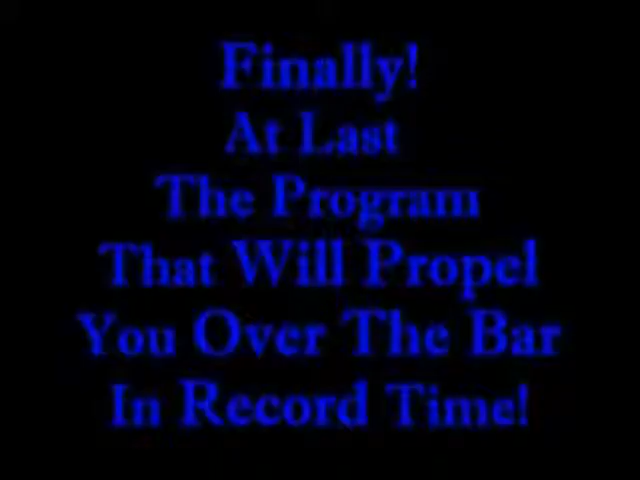 Finally!
At Last
The Program
That Will Propel
You Over The Bar
In Record Time!